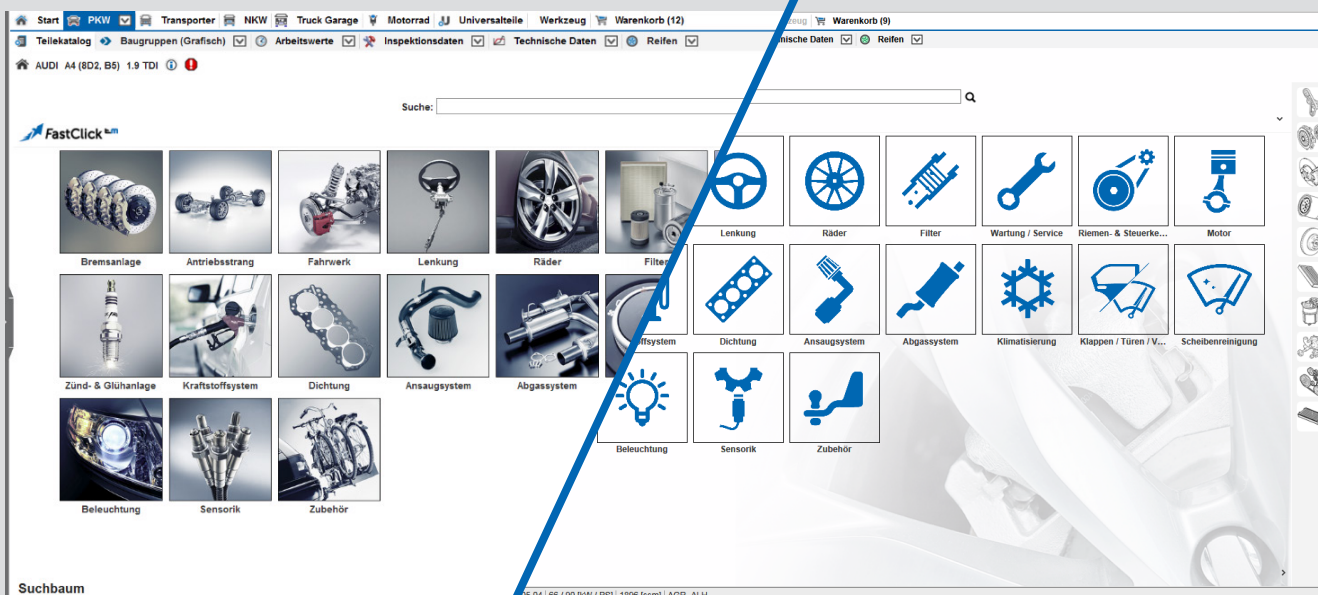 Start PKW Transporter NKW Truck Garage Motorrad Universalteile Werkzeug Warenkorb (12)
Teilekatalog Baugruppen (Grafisch) Arbeitswerte Inspektionsdaten Technische Daten Reifen
AUDI A4 (8D2, B5) 1.9 TDI
Suche:
FastClick
Bremsanlage Antriebsstrang Fahrwerk Lenkung Räder Filter
Zünd- & Glühanlage Kraftstoffsystem Dichtung Ansaugsystem Abgassystem
Beleuchtung Sensorik Zubehör
Suchbaum
zeug Warenkorb (9)
nische Daten Reifen
Lenkung Räder Filter Wartung / Service Riemen- & Steuerke... Motor
ffsystem Dichtung Ansaugsystem Abgassystem Klimatisierung Klappen / Türen / V... Scheibenreinigung
Beleuchtung Sensorik Zubehör